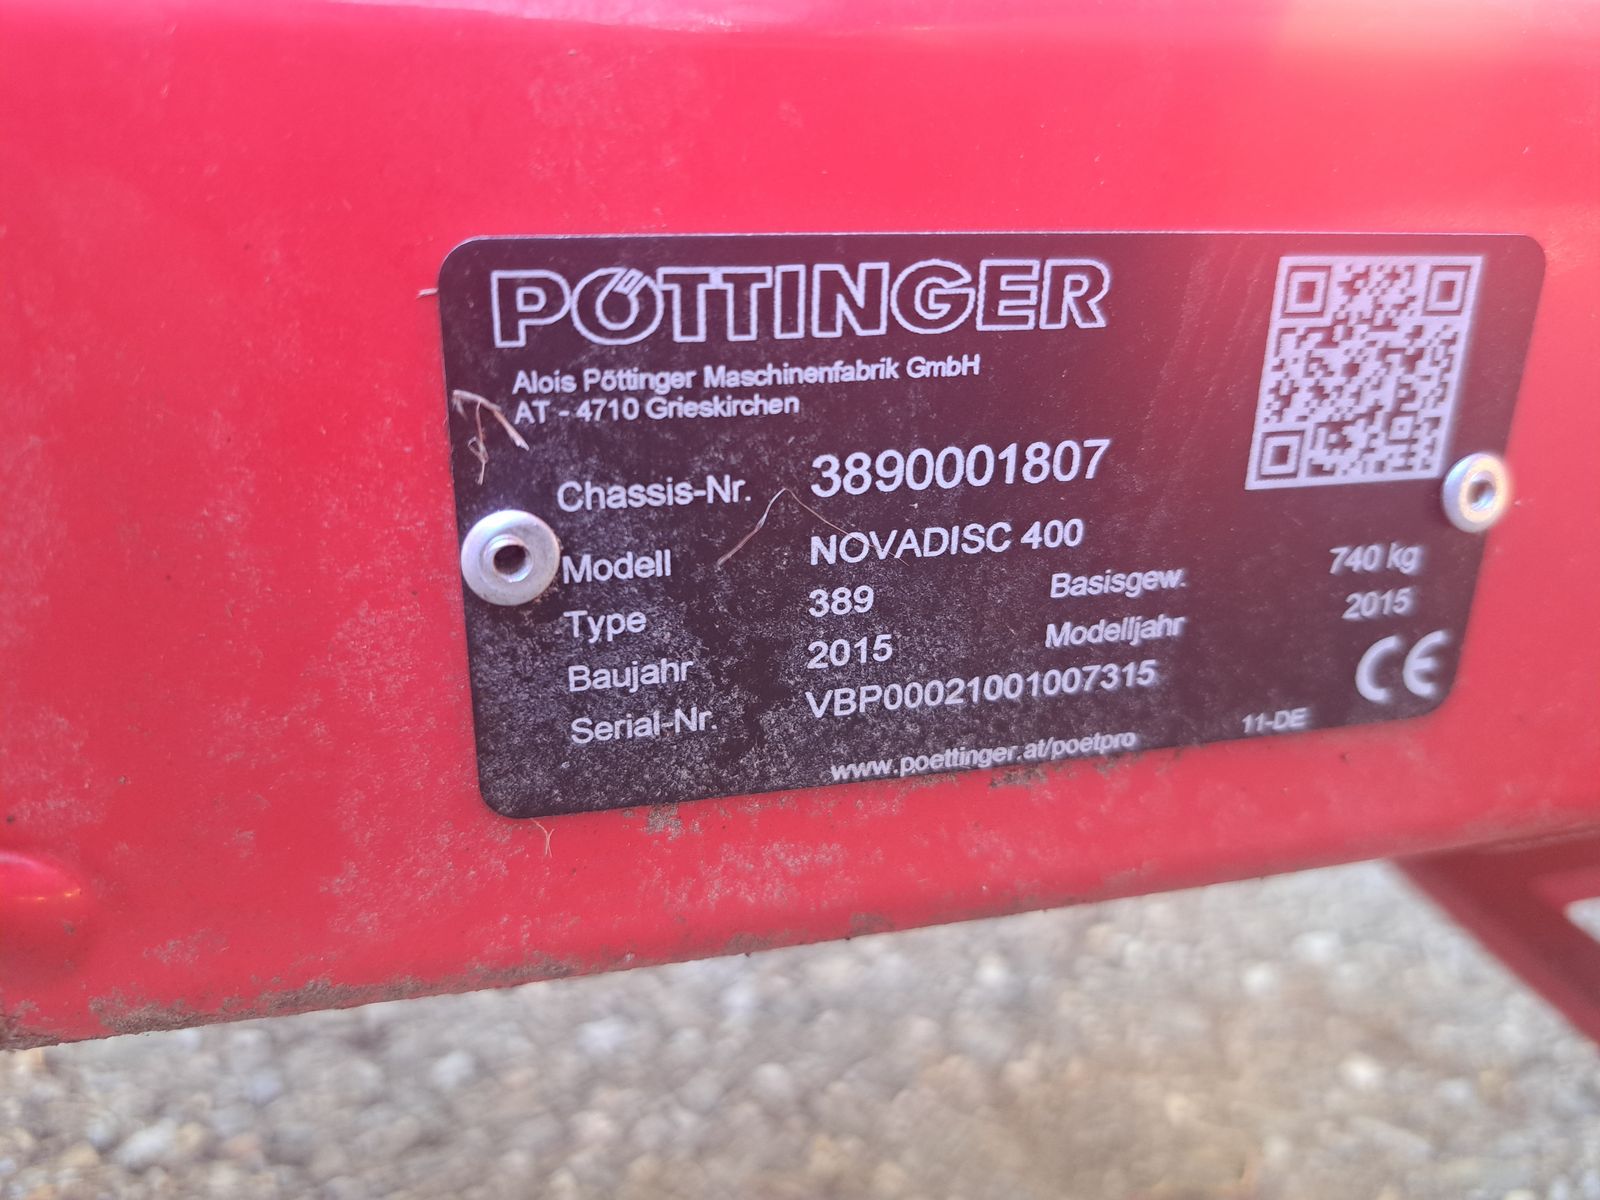 PÖTTINGER
Alois Pöttinger Maschinenfabrik GmbH
AT - 4710 Grieskirchen
Chassis-Nr. 3890001807
Modell NOVADISC 400
Type 389 Basisgew. 740 kg
Baujahr 2015 Modelljahr 2015
Serial-Nr. VBP00021001007315
CE
www.poettinger.at/poetpro 11-DE